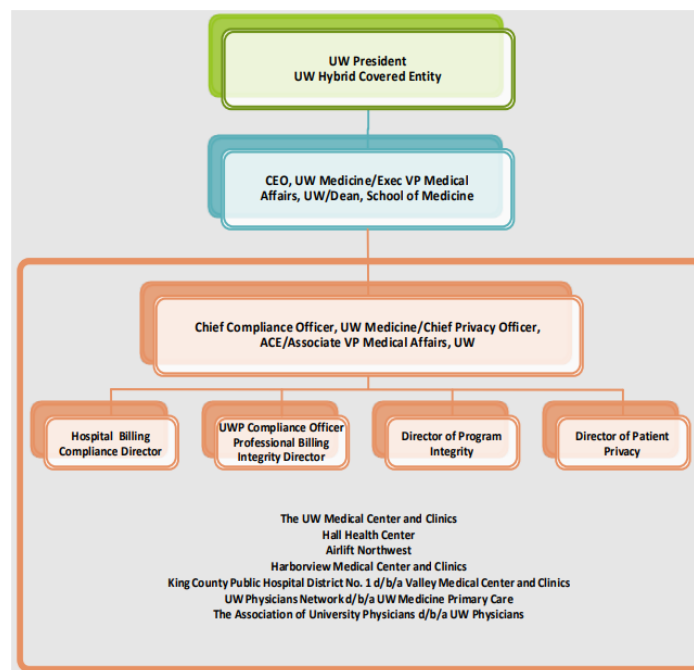 UW President
UW Hybrid Covered Entity
CEO, UW Medicine/Exec VP Medical
Affairs, UW/Dean, School of Medicine
Chief Compliance Officer, UW Medicine/Chief Privacy Officer,
ACE/Associate VP Medical Affairs, UW
Hospital Billing
Compliance Director
UWP Compliance Officer
Professional Billing
Integrity Director
Director of Program
Integrity
Director of Patient
Privacy
The UW Medical Center and Clinics
Hall Health Center
Airlift Northwest
Harborview Medical Center and Clinics
King County Public Hospital District No. 1 d/b/a Valley Medical Center and Clinics
UW Physicians Network d/b/a UW Medicine Primary Care
The Association of University Physicians d/b/a UW Physicians